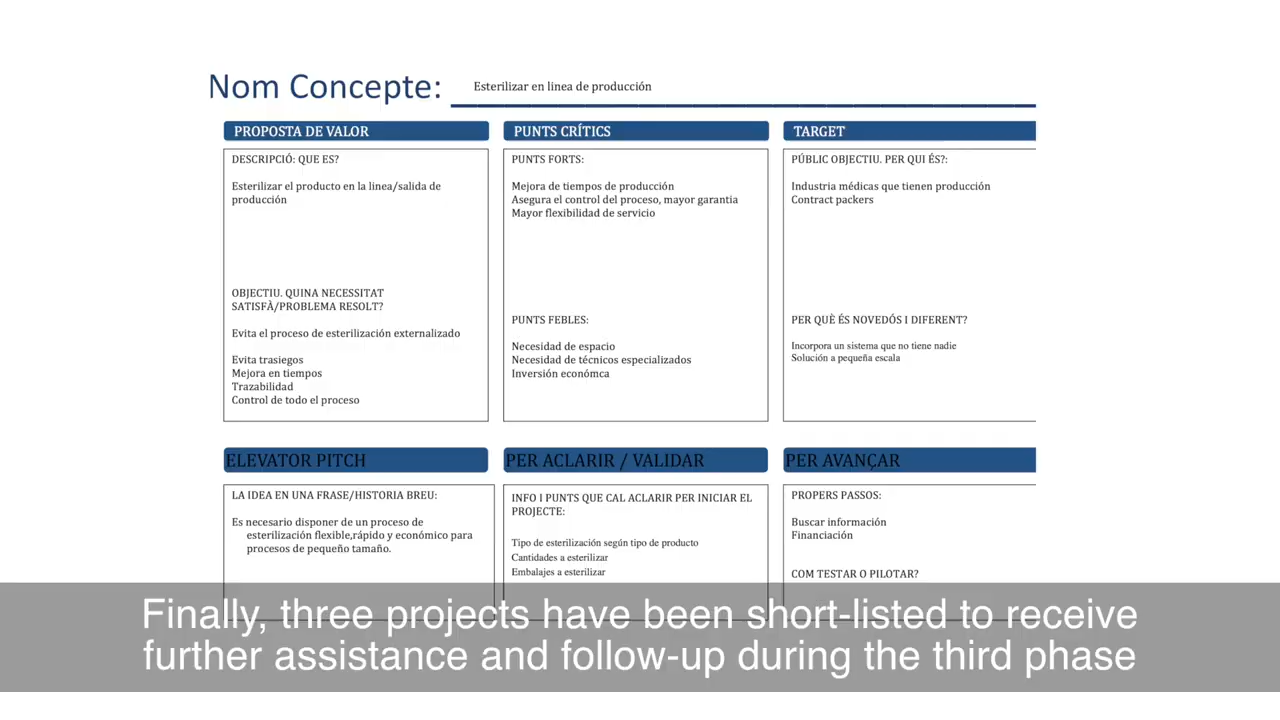 Nom Concepte: Esterilizar en linea de producción
PROPOSTA DE VALOR
DESCRIPCIÓ: QUE ES?
Esterilizar el producto en la linea/salida de
producción
OBJECTIU. QUINA NECESSITAT
SATISFÀ/PROBLEMA RESOLT?
Evita el proceso de esterilización externalizado
Evita trasiegos
Mejora en tiempos
Trazabilidad
Control de todo el proceso
PUNTS CRÍTICS
PUNTS FORTS:
Mejora de tiempos de producción
Asegura el control del proceso, mayor garantia
Mayor flexibilidad de servicio
PUNTS FEBLES:
Necesidad de espacio
Necesidad de técnicos especializados
Inversión económca
TARGET
PÚBLIC OBJECTIU. PER QUI ÉS?:
Industria médicas que tienen producción
Contract packers
PER QUÈ ÉS NOVEDÓS I DIFERENT?
Incorpora un sistema que no tiene nadie
Solución a pequeña escala
ELEVATOR PITCH
LA IDEA EN UNA FRASE/HISTORIA BREU:
Es necesario disponer de un proceso de
esterilización flexible,rápido y económico para
procesos de pequeño tamaño.
PER ACLARIR / VALIDAR
INFO I PUNTS QUE CAL ACLARIR PER INICIAR EL
PROJECTE:
Tipo de esterilización según tipo de producto
Cantidades a esterilizar
Embalajes a esterilizar
PER AVANÇAR
PROPERS PASSOS:
Buscar información
Financiación
COM TESTAR O PILOTAR?
Finally, three projects have been short-listed to receive
further assistance and follow-up during the third phase